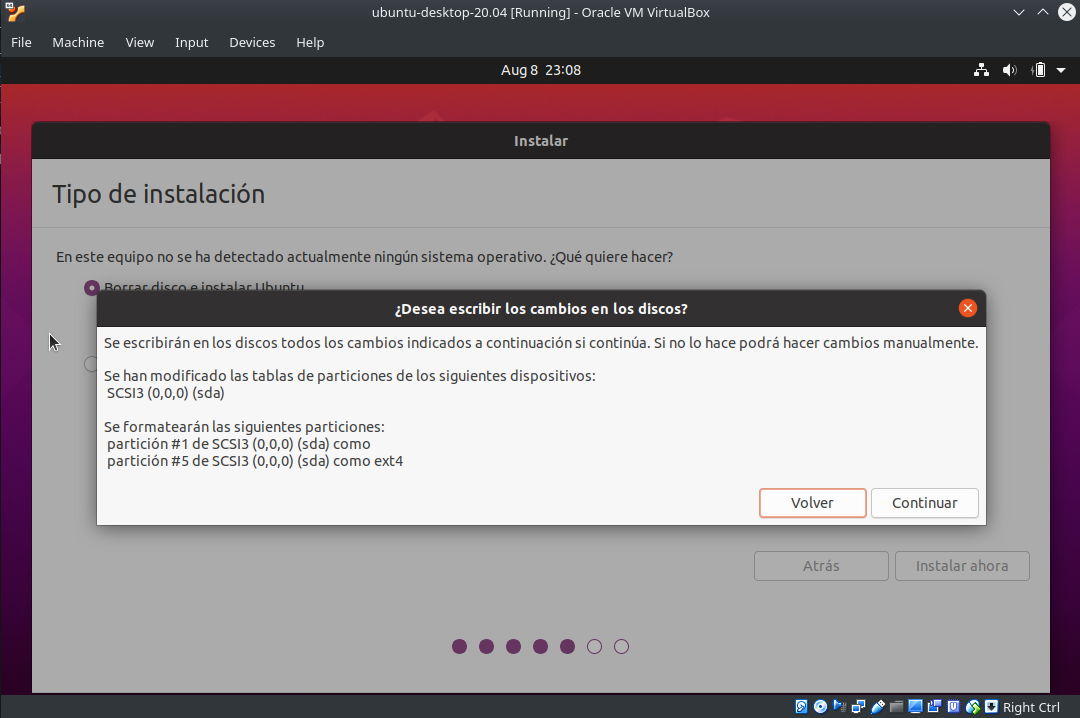 ubuntu-desktop-20.04 [Running] - Oracle VM VirtualBox
File Machine View Input Devices Help
Aug 8 23:08
Instalar
Tipo de instalación
En este equipo no se ha detectado actualmente ningún sistema operativo. ¿Qué quiere hacer?
Borrar disco e instalar Ubuntu
¿Desea escribir los cambios en los discos?
Se escribirán en los discos todos los cambios indicados a continuación si continúa. Si no lo hace podrá hacer cambios manualmente.
Se han modificado las tablas de particiones de los siguientes dispositivos:
SCSI3 (0,0,0) (sda)
Se formatearán las siguientes particiones:
partición #1 de SCSI3 (0,0,0) (sda) como
partición #5 de SCSI3 (0,0,0) (sda) como ext4
Volver Continuar
Atrás Instalar ahora
Right Ctrl